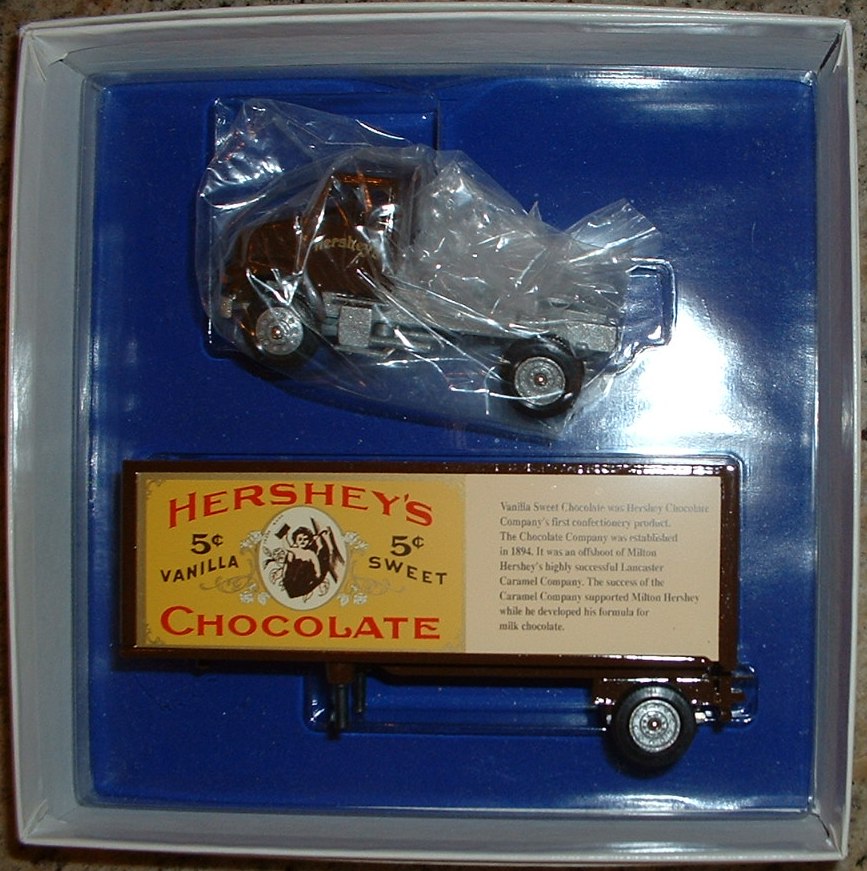 Hershey's
HERSHEY'S
5¢ 5¢
VANILLA SWEET
CHOCOLATE
Vanilla Sweet Chocolate was Hershey Chocolate
Company's first confectionery product.
The Chocolate Company was established
in 1894. It was an offshoot of Milton
Hershey's highly successful Lancaster
Caramel Company. The success of the
Caramel Company supported Milton Hershey
while he developed his formula for
milk chocolate.